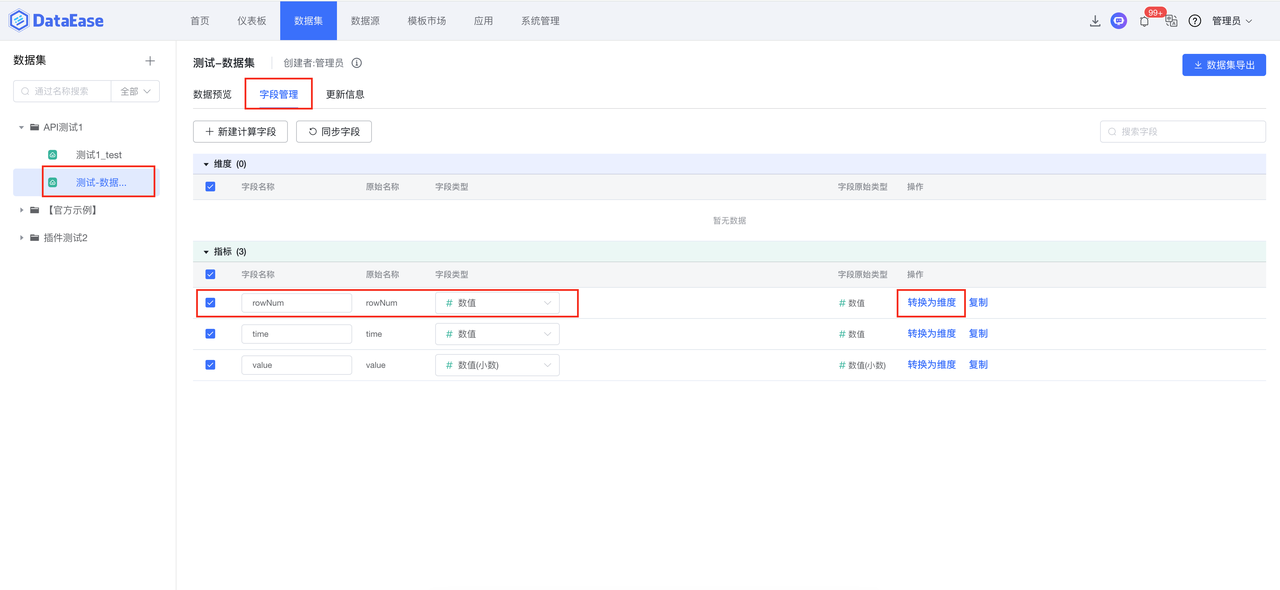 DataEase 首页 仪表板 数据集 数据源 模板市场 应用 系统管理 99+ 管理员
数据集
通过名称搜索 全部
API测试1
测试1_test
测试-数据...
【官方示例】
插件测试2
测试-数据集 创建者:管理员 数据集导出
数据预览 字段管理 更新信息
新建计算字段 同步字段 搜索字段
维度 (0)
字段名称 原始名称 字段类型 字段原始类型 操作
暂无数据
指标 (3)
字段名称 原始名称 字段类型 字段原始类型 操作
rowNum rowNum # 数值 # 数值 转换为维度 复制
time time # 数值 # 数值 转换为维度 复制
value value # 数值(小数) # 数值(小数) 转换为维度 复制